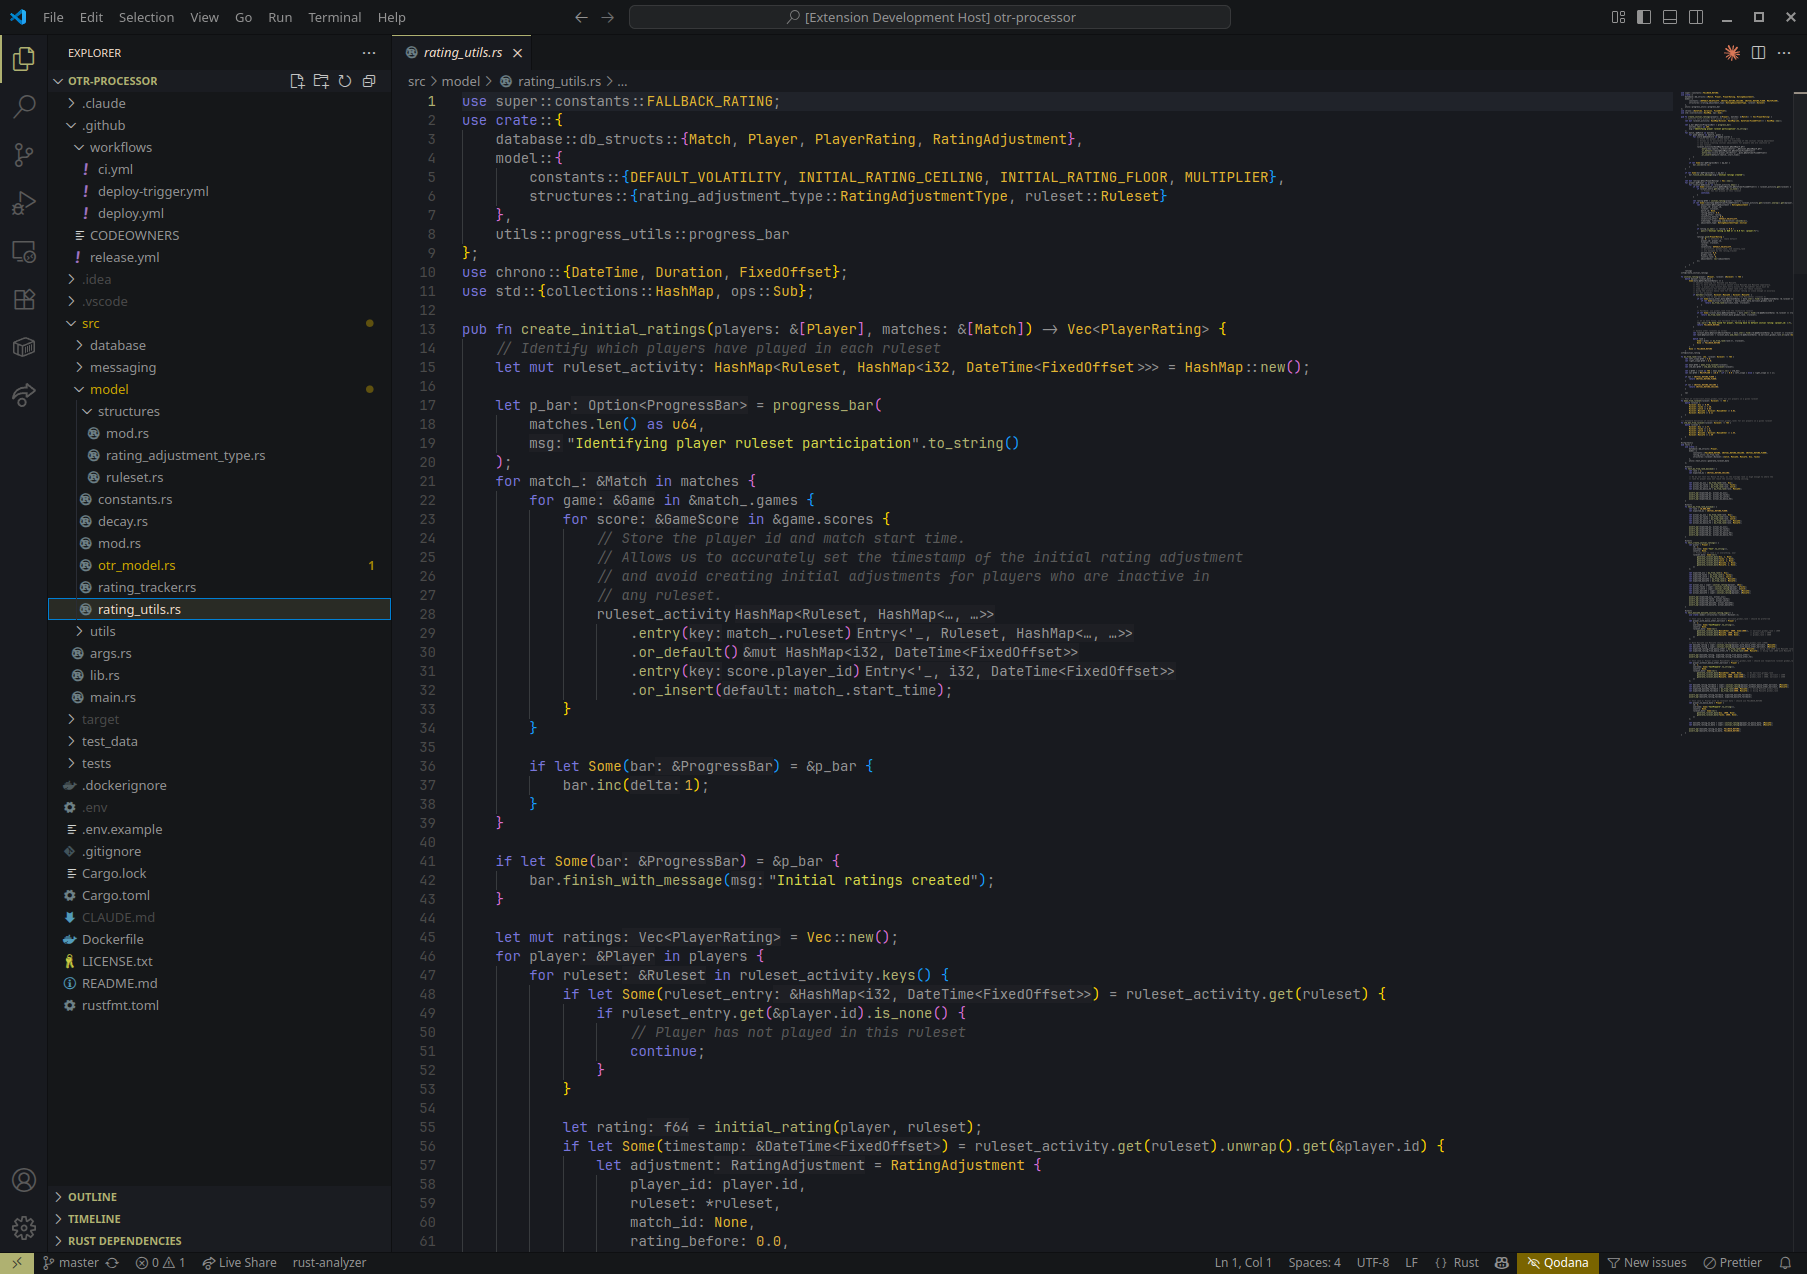 File Edit Selection View Go Run Terminal Help
[Extension Development Host] otr-processor
EXPLORER
OTR-PROCESSOR
.claude
.github
workflows
ci.yml
deploy-trigger.yml
deploy.yml
CODEOWNERS
release.yml
.idea
.vscode
src
database
messaging
model
structures
mod.rs
rating_adjustment_type.rs
ruleset.rs
constants.rs
decay.rs
mod.rs
otr_model.rs 1
rating_tracker.rs
rating_utils.rs
utils
args.rs
lib.rs
main.rs
target
test_data
tests
.dockerignore
.env
.env.example
.gitignore
Cargo.lock
Cargo.toml
CLAUDE.md
Dockerfile
LICENSE.txt
README.md
rustfmt.toml
OUTLINE
TIMELINE
RUST DEPENDENCIES
rating_utils.rs
src > model > rating_utils.rs > ...
1 use super::constants::FALLBACK_RATING;
2 use crate::{
3 database::db_structs::{Match, Player, PlayerRating, RatingAdjustment},
4 model::{
5 constants::{DEFAULT_VOLATILITY, INITIAL_RATING_CEILING, INITIAL_RATING_FLOOR, MULTIPLIER},
6 structures::{rating_adjustment_type::RatingAdjustmentType, ruleset::Ruleset}
7 },
8 utils::progress_utils::progress_bar
9 };
10 use chrono::{DateTime, Duration, FixedOffset};
11 use std::{collections::HashMap, ops::Sub};
12
13 pub fn create_initial_ratings(players: &[Player], matches: &[Match]) -> Vec<PlayerRating> {
14 // Identify which players have played in each ruleset
15 let mut ruleset_activity: HashMap<Ruleset, HashMap<i32, DateTime<FixedOffset>>> = HashMap::new();
16
17 let p_bar: Option<ProgressBar> = progress_bar(
18 matches.len() as u64,
19 msg: "Identifying player ruleset participation".to_string()
20 );
21 for match_: &Match in matches {
22 for game: &Game in &match_.games {
23 for score: &GameScore in &game.scores {
24 // Store the player id and match start time.
25 // Allows us to accurately set the timestamp of the initial rating adjustment
26 // and avoid creating initial adjustments for players who are inactive in
27 // any ruleset.
28 ruleset_activity HashMap<Ruleset, HashMap<…, …>>
29 .entry(key: match_.ruleset) Entry<'_, Ruleset, HashMap<…, …>>
30 .or_default() &mut HashMap<i32, DateTime<FixedOffset>>
31 .entry(key: score.player_id) Entry<'_, i32, DateTime<FixedOffset>>
32 .or_insert(default: match_.start_time);
33 }
34 }
35
36 if let Some(bar: &ProgressBar) = &p_bar {
37 bar.inc(delta: 1);
38 }
39 }
40
41 if let Some(bar: &ProgressBar) = &p_bar {
42 bar.finish_with_message(msg: "Initial ratings created");
43 }
44
45 let mut ratings: Vec<PlayerRating> = Vec::new();
46 for player: &Player in players {
47 for ruleset: &Ruleset in ruleset_activity.keys() {
48 if let Some(ruleset_entry: &HashMap<i32, DateTime<FixedOffset>>) = ruleset_activity.get(ruleset) {
49 if ruleset_entry.get(&player.id).is_none() {
50 // Player has not played in this ruleset
51 continue;
52 }
53 }
54
55 let rating: f64 = initial_rating(player, ruleset);
56 if let Some(timestamp: &DateTime<FixedOffset>) = ruleset_activity.get(ruleset).unwrap().get(&player.id) {
57 let adjustment: RatingAdjustment = RatingAdjustment {
58 player_id: player.id,
59 ruleset: *ruleset,
60 match_id: None,
61 rating_before: 0.0,
master 0 1 Live Share rust-analyzer
Ln 1, Col 1 Spaces: 4 UTF-8 LF {} Rust Qodana New issues Prettier